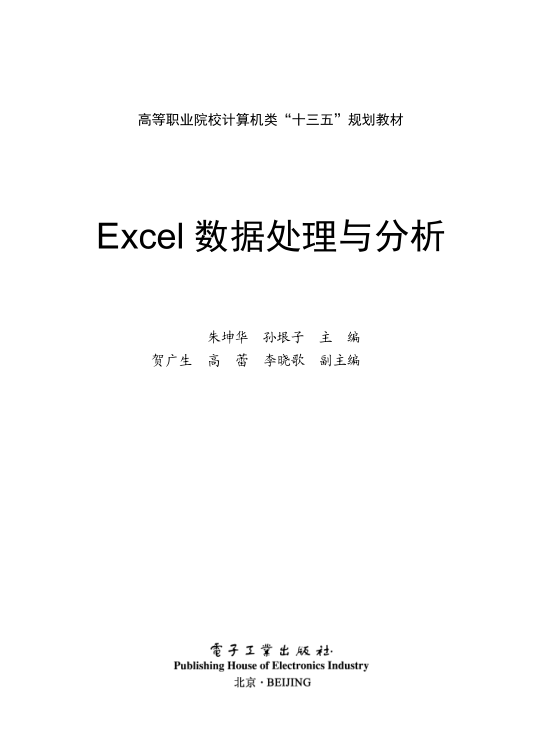 高等职业院校计算机类“十三五”规划教材
Excel 数据处理与分析
朱坤华 孙垠子 主 编
贺广生 高 蕾 李晓歌 副主编
電子工業出版社
Publishing House of Electronics Industry
北京·BEIJING